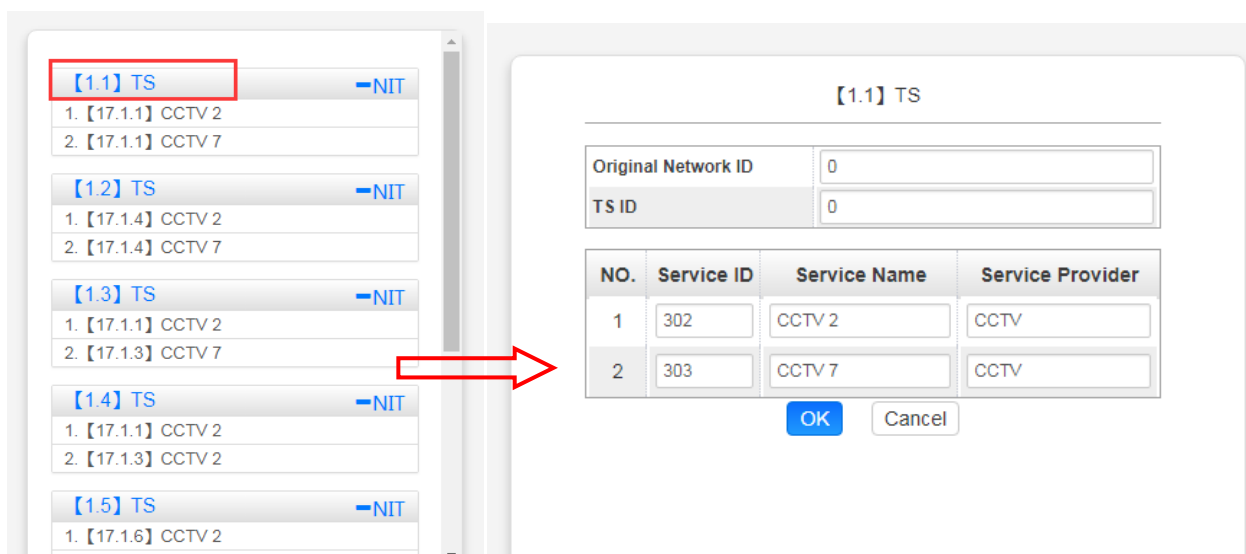 【1.1】TS ━NIT
1.【17.1.1】CCTV 2
2.【17.1.1】CCTV 7
【1.2】TS ━NIT
1.【17.1.4】CCTV 2
2.【17.1.4】CCTV 7
【1.3】TS ━NIT
1.【17.1.1】CCTV 2
2.【17.1.3】CCTV 7
【1.4】TS ━NIT
1.【17.1.1】CCTV 2
2.【17.1.3】CCTV 2
【1.5】TS ━NIT
1.【17.1.6】CCTV 2
【1.1】TS
Original Network ID 0
TS ID 0
NO. Service ID Service Name Service Provider
1 302 CCTV 2 CCTV
2 303 CCTV 7 CCTV
OK Cancel